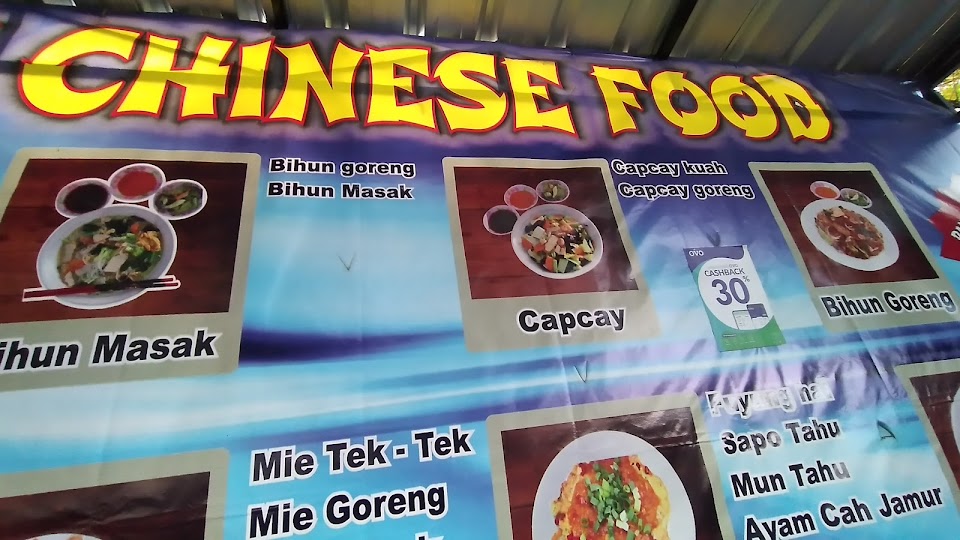 CHINESE FOOD
Bihun goreng
Bihun Masak
Capcay kuah
Capcay goreng
OVO
CASHBACK
30%
ihun Masak
Capcay
Bihun Goreng
Mie Tek - Tek
Mie Goreng
Sapo Tahu
Mun Tahu
Ayam Cah Jamur